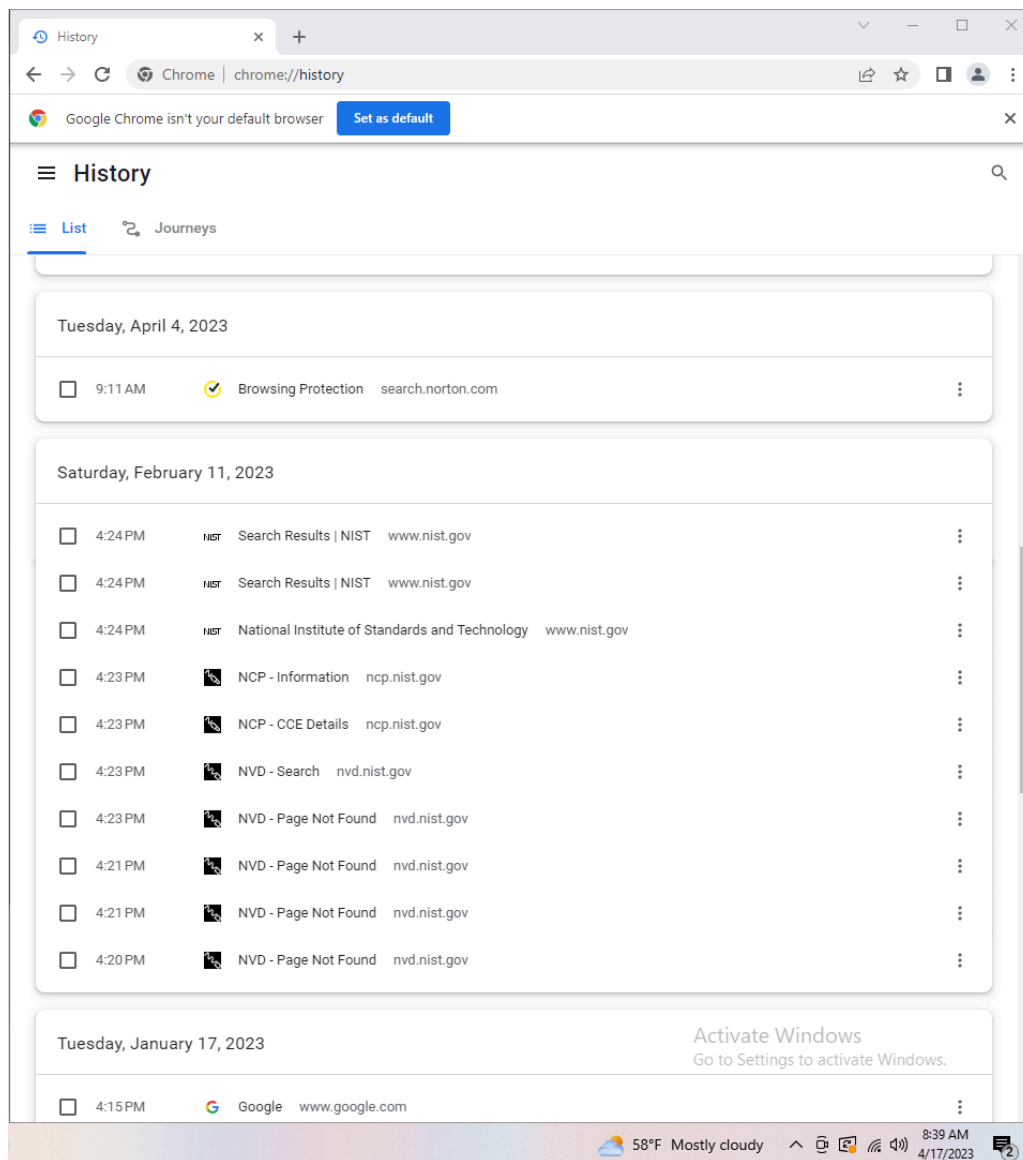 History
Chrome | chrome://history
Google Chrome isn't your default browser Set as default
History
List Journeys
Tuesday, April 4, 2023
9:11 AM Browsing Protection search.norton.com
Saturday, February 11, 2023
4:24 PM NIST Search Results | NIST www.nist.gov
4:24 PM NIST Search Results | NIST www.nist.gov
4:24 PM NIST National Institute of Standards and Technology www.nist.gov
4:23 PM NCP - Information ncp.nist.gov
4:23 PM NCP - CCE Details ncp.nist.gov
4:23 PM NVD - Search nvd.nist.gov
4:23 PM NVD - Page Not Found nvd.nist.gov
4:21 PM NVD - Page Not Found nvd.nist.gov
4:21 PM NVD - Page Not Found nvd.nist.gov
4:20 PM NVD - Page Not Found nvd.nist.gov
Tuesday, January 17, 2023
Activate Windows
Go to Settings to activate Windows.
4:15 PM G Google www.google.com
58°F Mostly cloudy 8:39 AM
4/17/2023 2